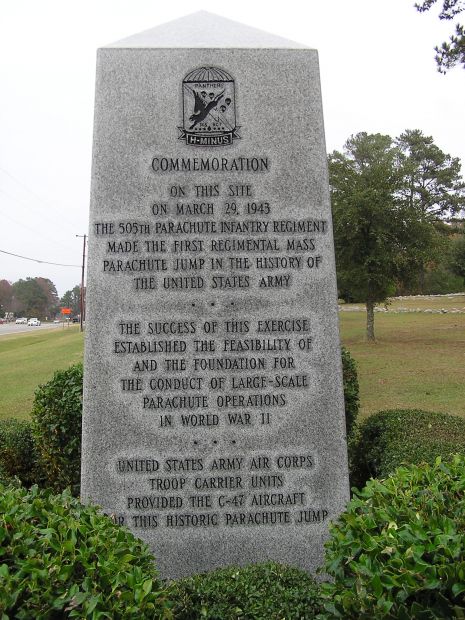 PANTHERS
H-MINUS
COMMEMORATION
ON THIS SITE
ON MARCH 29, 1943
THE 505TH PARACHUTE INFANTRY REGIMENT
MADE THE FIRST REGIMENTAL MASS
PARACHUTE JUMP IN THE HISTORY OF
THE UNITED STATES ARMY
THE SUCCESS OF THIS EXERCISE
ESTABLISHED THE FEASIBILITY OF
AND THE FOUNDATION FOR
THE CONDUCT OF LARGE-SCALE
PARACHUTE OPERATIONS
IN WORLD WAR II
UNITED STATES ARMY AIR CORPS
TROOP CARRIER UNITS
PROVIDED THE C-47 AIRCRAFT
THIS HISTORIC PARACHUTE JUMP